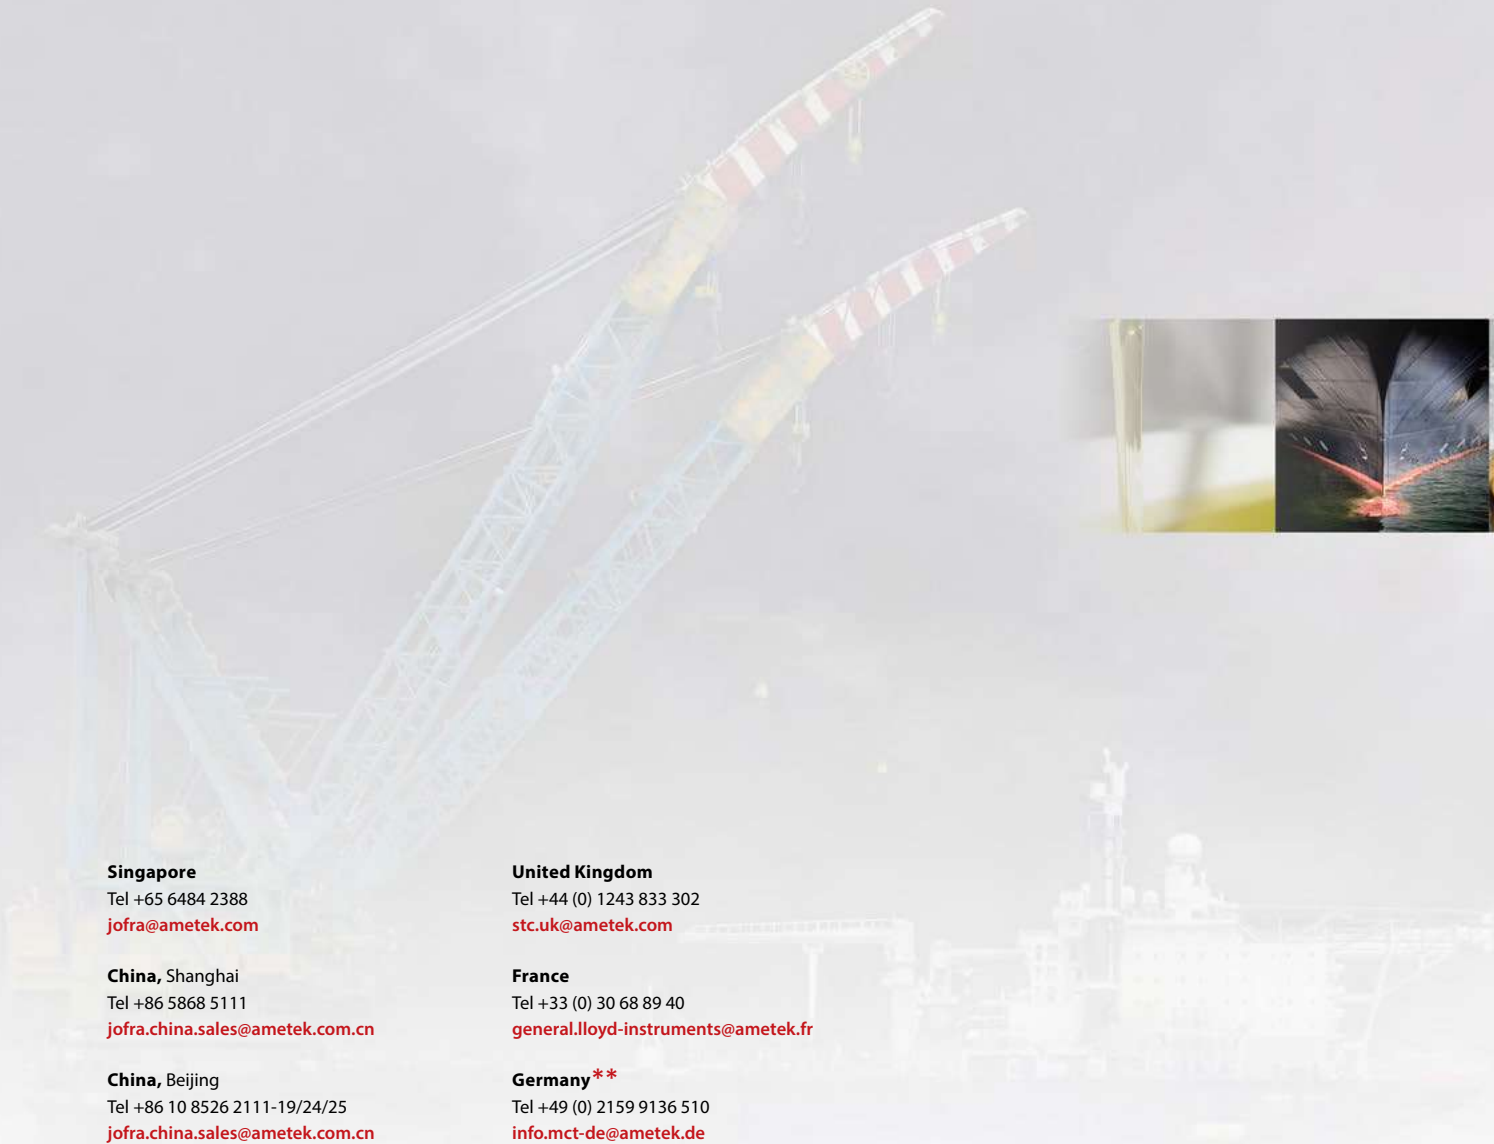 Singapore
Tel +65 6484 2388
jofra@ametek.com
China, Shanghai
Tel +86 5868 5111
jofra.china.sales@ametek.com.cn
China, Beijing
Tel +86 10 8526 2111-19/24/25
jofra.china.sales@ametek.com.cn
United Kingdom
Tel +44 (0) 1243 833 302
stc.uk@ametek.com
France
Tel +33 (0) 30 68 89 40
general.lloyd-instruments@ametek.fr
Germany**
Tel +49 (0) 2159 9136 510
info.mct-de@ametek.de